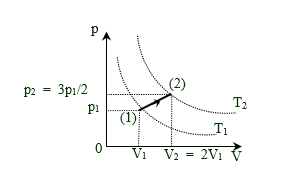 p
(2)
p₂ = 3p₁/2
T₂
p₁
(1)
T₁
0
V₁ V₂ = 2V₁ V